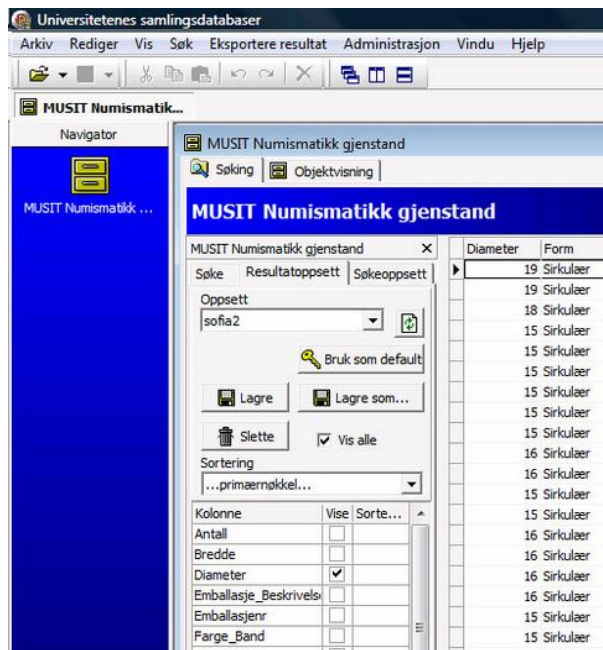 Universitetenes samlingsdatabaser
Arkiv Rediger Vis Søk Eksportere resultat Administrasjon Vindu Hjelp
MUSIT Numismatik...
Navigator
MUSIT Numismatikk ...
MUSIT Numismatikk gjenstand
Søking Objektvisning
MUSIT Numismatikk gjenstand
MUSIT Numismatikk gjenstand
Søke Resultatoppsett Søkeoppsett
Oppsett
sofia2
Bruk som default
Lagre Lagre som...
Slette Vis alle
Sortering
...primærnøkkel...
Kolonne Vise Sorte...
Antall
Bredde
Diameter
Emballasje_Beskrivels
Emballasjenr
Farge_Band
Diameter Form
19 Sirkulær
19 Sirkulær
18 Sirkulær
15 Sirkulær
15 Sirkulær
15 Sirkulær
15 Sirkulær
15 Sirkulær
15 Sirkulær
16 Sirkulær
16 Sirkulær
15 Sirkulær
15 Sirkulær
16 Sirkulær
16 Sirkulær
16 Sirkulær
16 Sirkulær
15 Sirkulær
15 Sirkulær